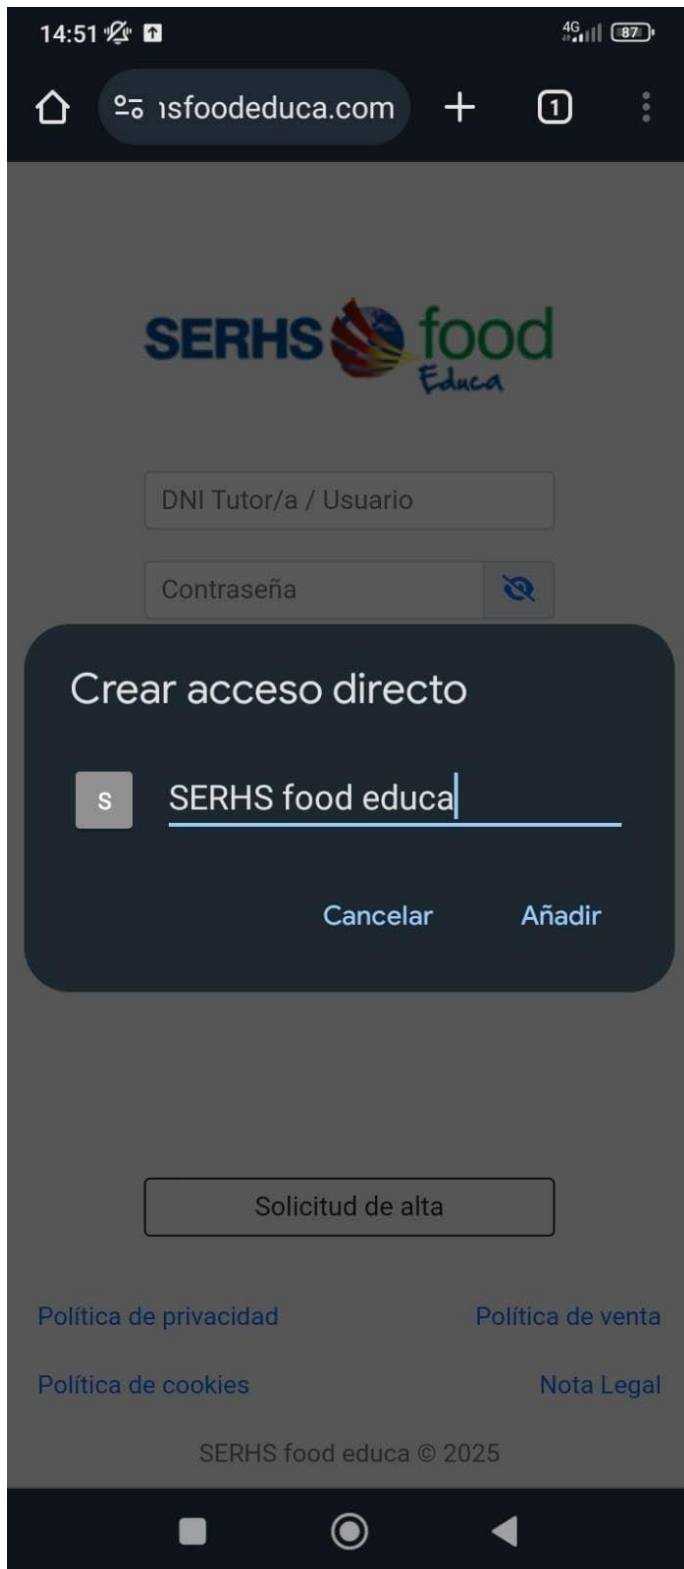 14:51
4G
87
nsfoodeduca.com
1
SERHS food
Educa
DNI Tutor/a / Usuario
Contraseña
Crear acceso directo
S
SERHS food educa
Cancelar
Añadir
Solicitud de alta
Política de privacidad
Política de venta
Política de cookies
Nota Legal
SERHS food educa © 2025